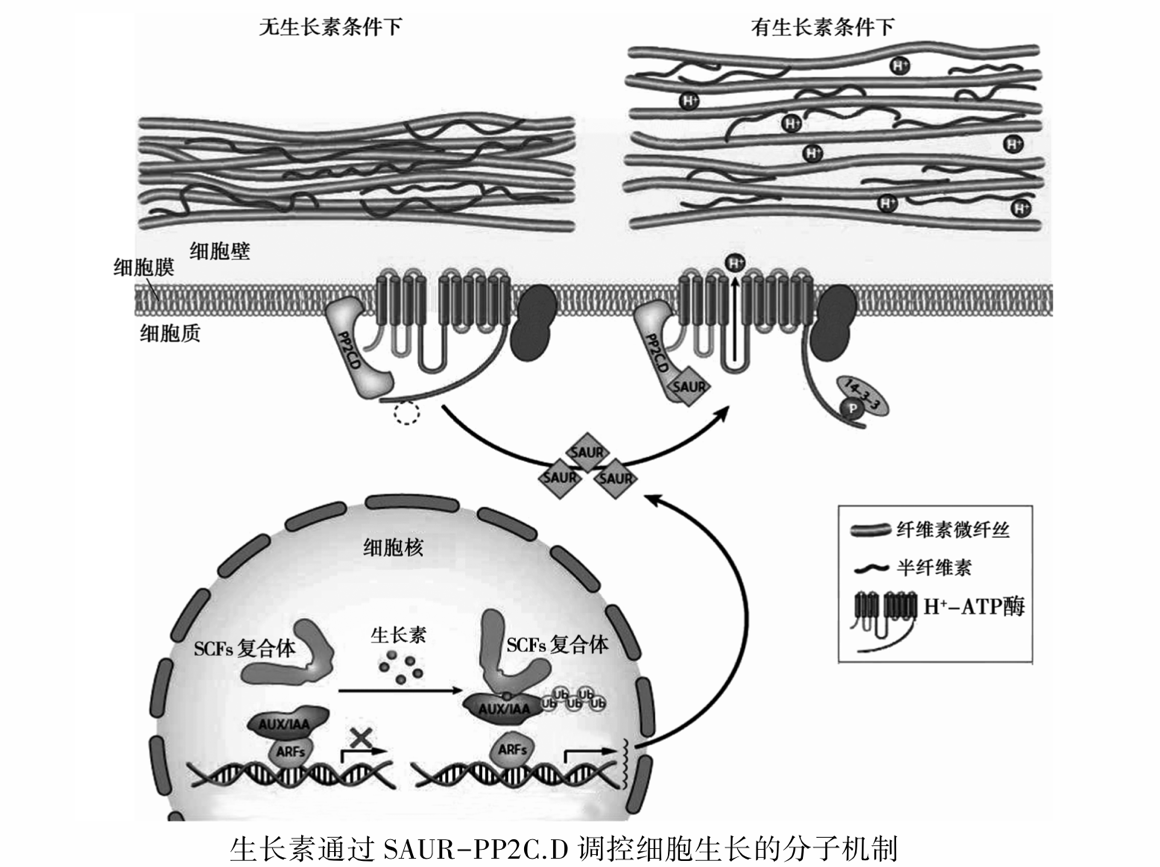 无生长素条件下
有生长素条件下
H⁺
H⁺
H⁺
H⁺
H⁺
H⁺
H⁺
细胞壁
细胞膜
细胞质
H⁺
PP2C.D
PP2C.D
SAUR
14-3-3
P
SAUR
SAUR
SAUR
细胞核
SCFs 复合体
生长素
SCFs 复合体
AUX/IAA
ARFs
AUX/IAA
Ub
Ub
Ub
Ub
Ub
ARFs
纤维素微纤丝
半纤维素
H⁺-ATP酶
生长素通过 SAUR-PP2C.D 调控细胞生长的分子机制